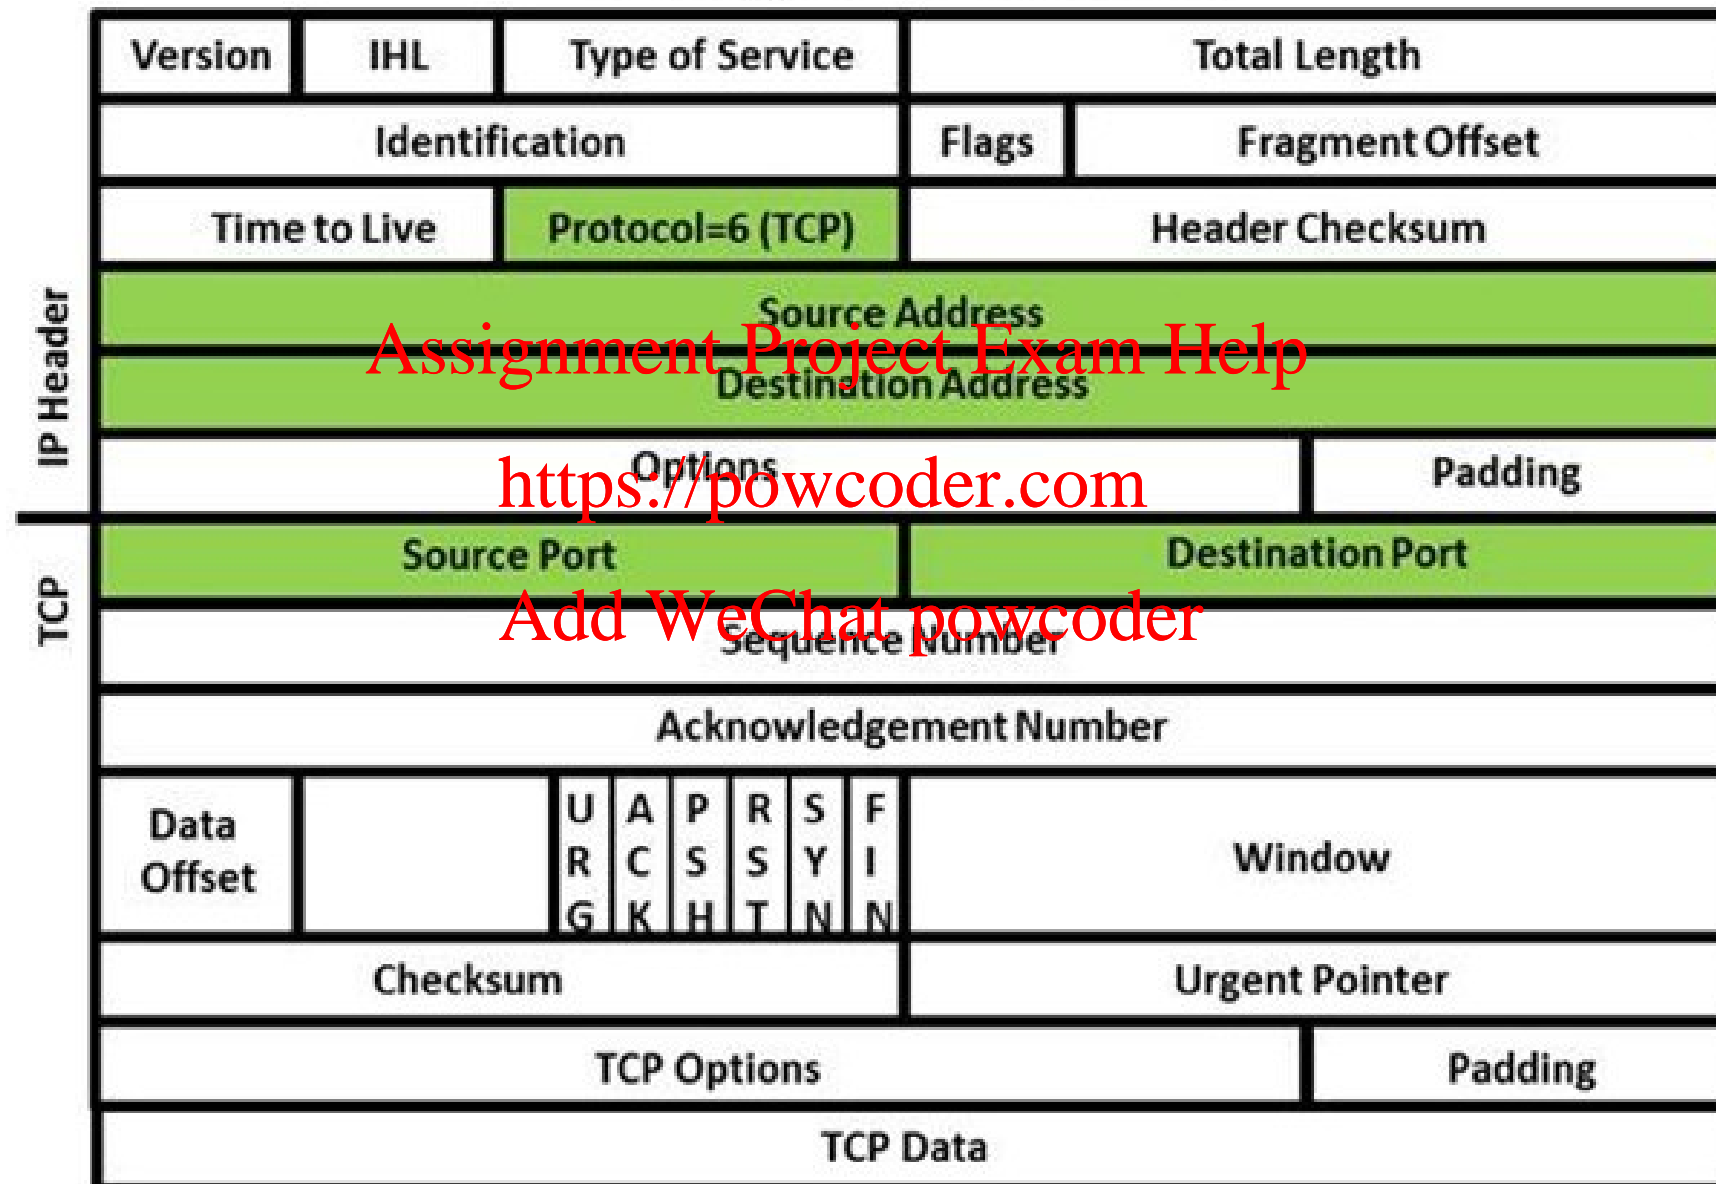 Version IHL Type of Service Total Length
Identification Flags Fragment Offset
Time to Live Protocol=6 (TCP) Header Checksum
IP Header
Source Address
Assignment Project Exam Help
Destination Address
Options Padding
https://powcoder.com
TCP
Source Port Destination Port
Add WeChat powcoder
Sequence Number
Acknowledgement Number
Data Offset URG ACK PSH RST SYN FIN Window
Checksum Urgent Pointer
TCP Options Padding
TCP Data